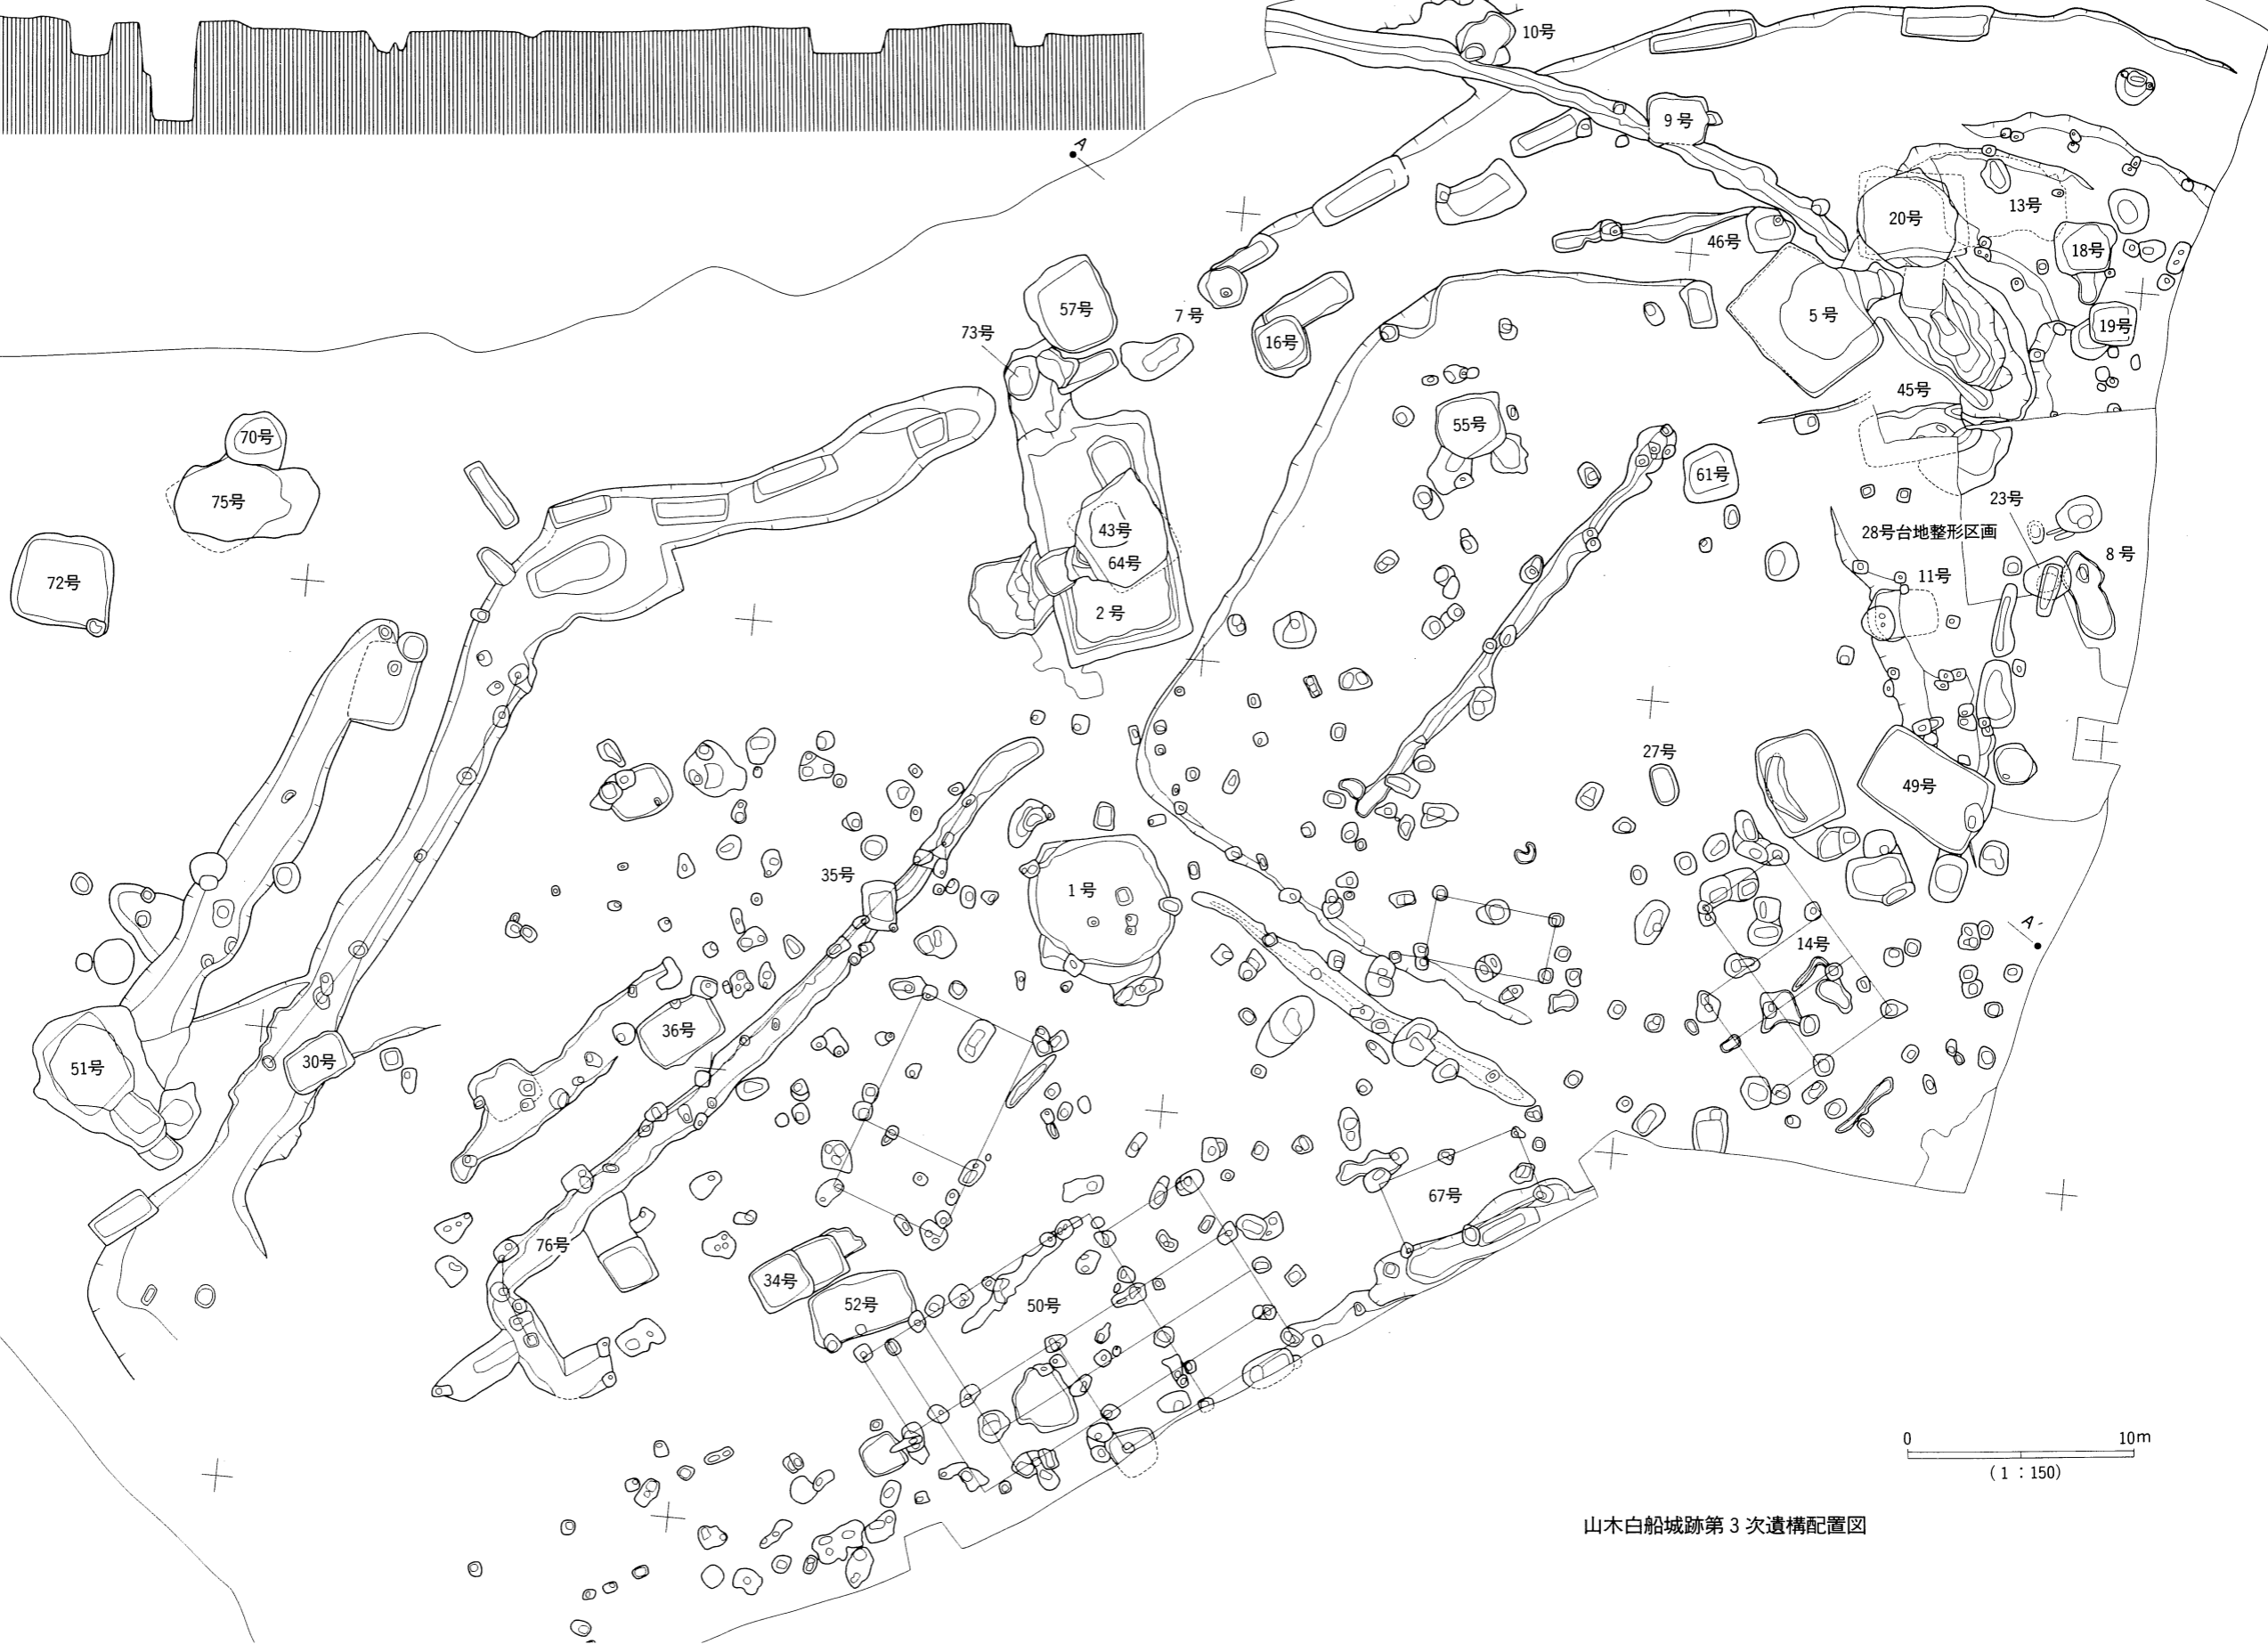 10号
9号
A
20号
13号
46号
18号
57号
7号
5号
19号
73号
16号
45号
70号
55号
61号
75号
23号
43号
28号台地整形区画
8号
64号
11号
72号
2号
27号
49号
35号
1号
A'
14号
36号
30号
51号
67号
76号
34号
52号
50号
0 10m
(1：150)
山木白船城跡第3次遺構配置図